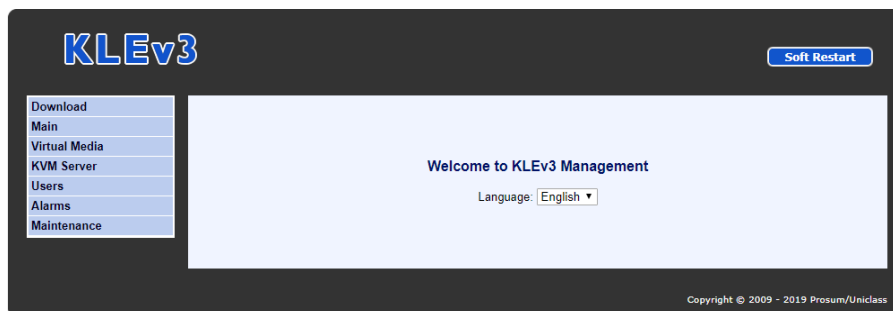 KLEv3
Soft Restart
Download
Main
Virtual Media
KVM Server
Users
Alarms
Maintenance
Welcome to KLEv3 Management
Language: English
Copyright © 2009 - 2019 Prosum/Uniclass